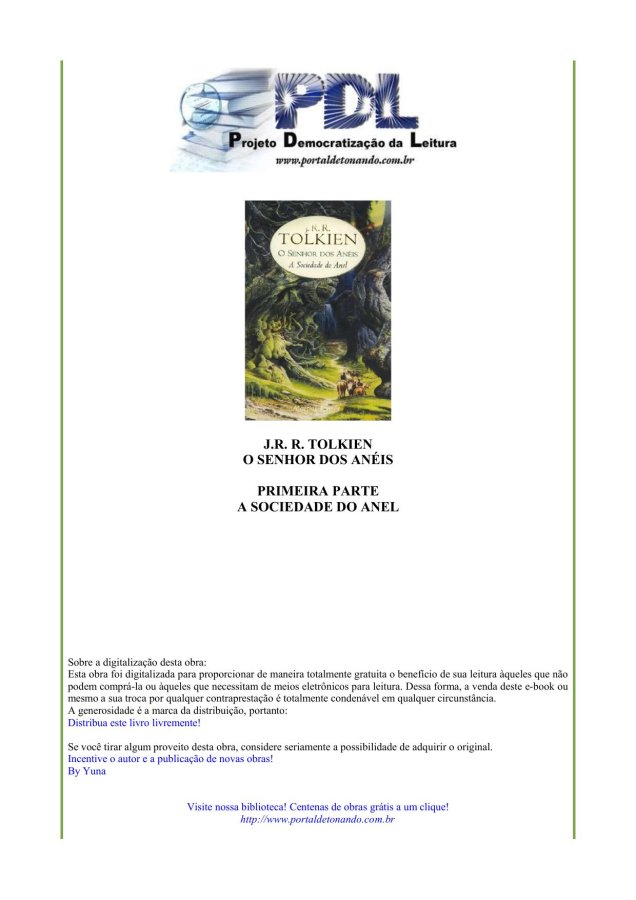 PDL
Projeto Democratização da Leitura
www.portaldetonando.com.br
J. R. R.
TOLKIEN
O SENHOR DOS ANÉIS
A Sociedade do Anel
J.R. R. TOLKIEN
O SENHOR DOS ANÉIS
PRIMEIRA PARTE
A SOCIEDADE DO ANEL
Sobre a digitalização desta obra:
Esta obra foi digitalizada para proporcionar de maneira totalmente gratuita o benefício de sua leitura àqueles que não
podem comprá-la ou àqueles que necessitam de meios eletrônicos para leitura. Dessa forma, a venda deste e-book ou
mesmo a sua troca por qualquer contraprestação é totalmente condenável em qualquer circunstância.
A generosidade é a marca da distribuição, portanto:
Distribua este livro livremente!
Se você tirar algum proveito desta obra, considere seriamente a possibilidade de adquirir o original.
Incentive o autor e a publicação de novas obras!
By Yuna
Visite nossa biblioteca! Centenas de obras grátis a um clique!
http://www.portaldetonando.com.br